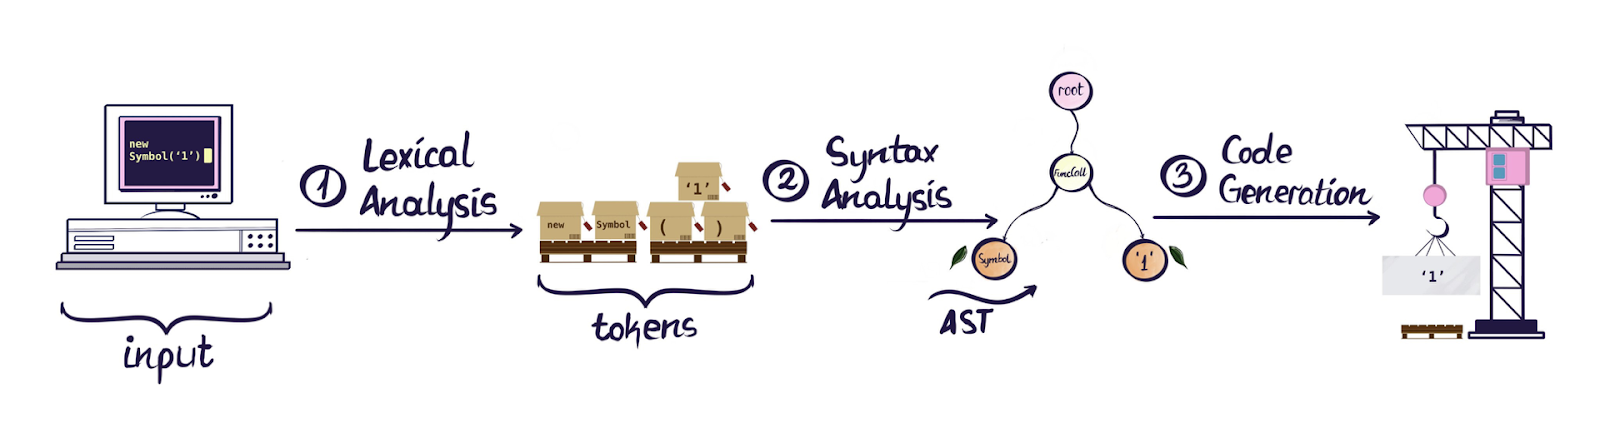 new
Symbol('1')
input
1
Lexical
Analysis
'1'
new
Symbol
(
)
tokens
2
Syntax
Analysis
root
FuncCall
Symbol
'1'
AST
3
Code
Generation
'1'